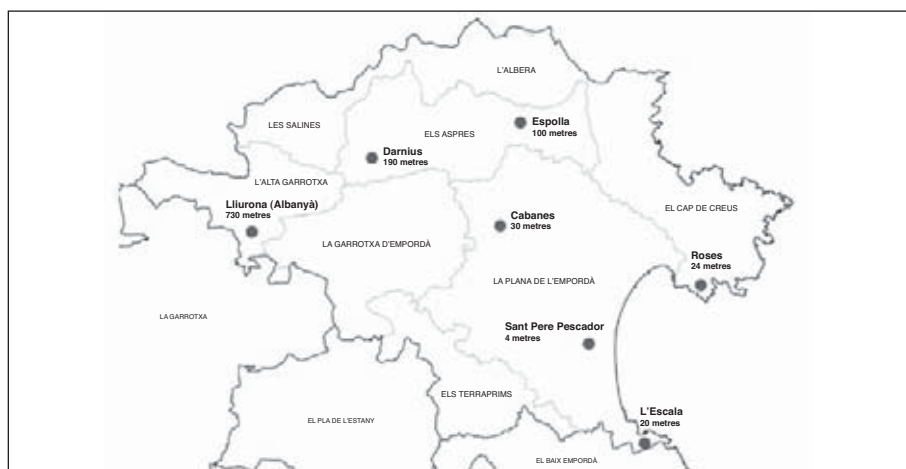 L'ALBERA
LES SALINES
Espolla
100 metres
ELS ASPRES
Darnius
190 metres
L'ALTA GARROTXA
Lliurona (Albanyà)
730 metres
EL CAP DE CREUS
Cabanes
30 metres
LA GARROTXA D'EMPORDÀ
Roses
24 metres
LA PLANA DE L'EMPORDÀ
LA GARROTXA
Sant Pere Pescador
4 metres
ELS TERRAPRIMS
EL PLA DE L'ESTANY
L'Escala
20 metres
EL BAIX EMPORDÀ